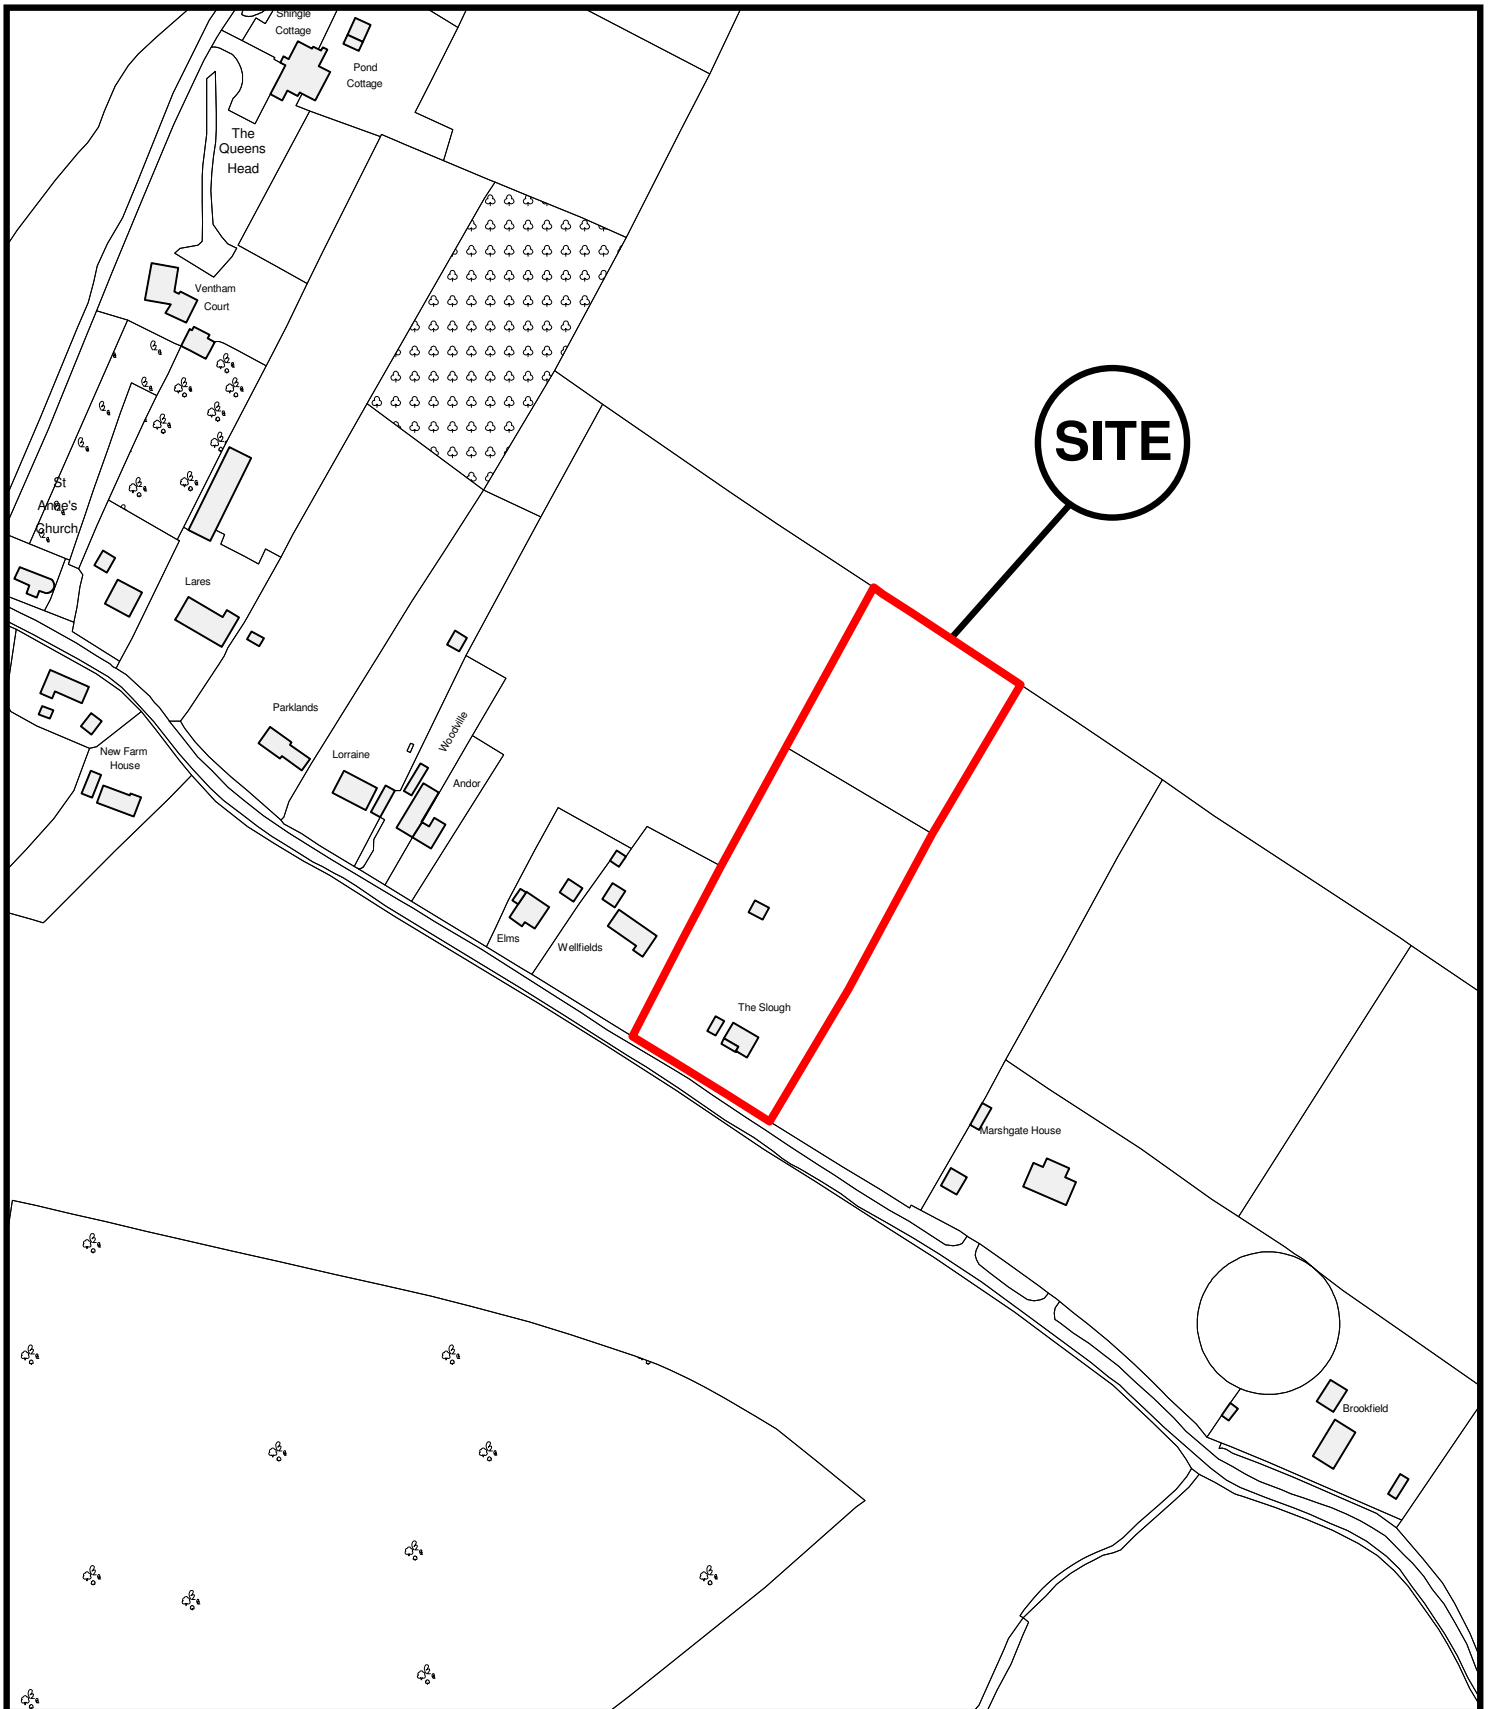 Shingle
Cottage
Pond
Cottage
The
Queens
Head
Ventham
Court
SITE
St
Anne's
Church
Lares
Parklands
Woodville
New Farm
House
Lorraine
Andor
Elms
Wellfields
The Slough
Marshgate House
Brookfield